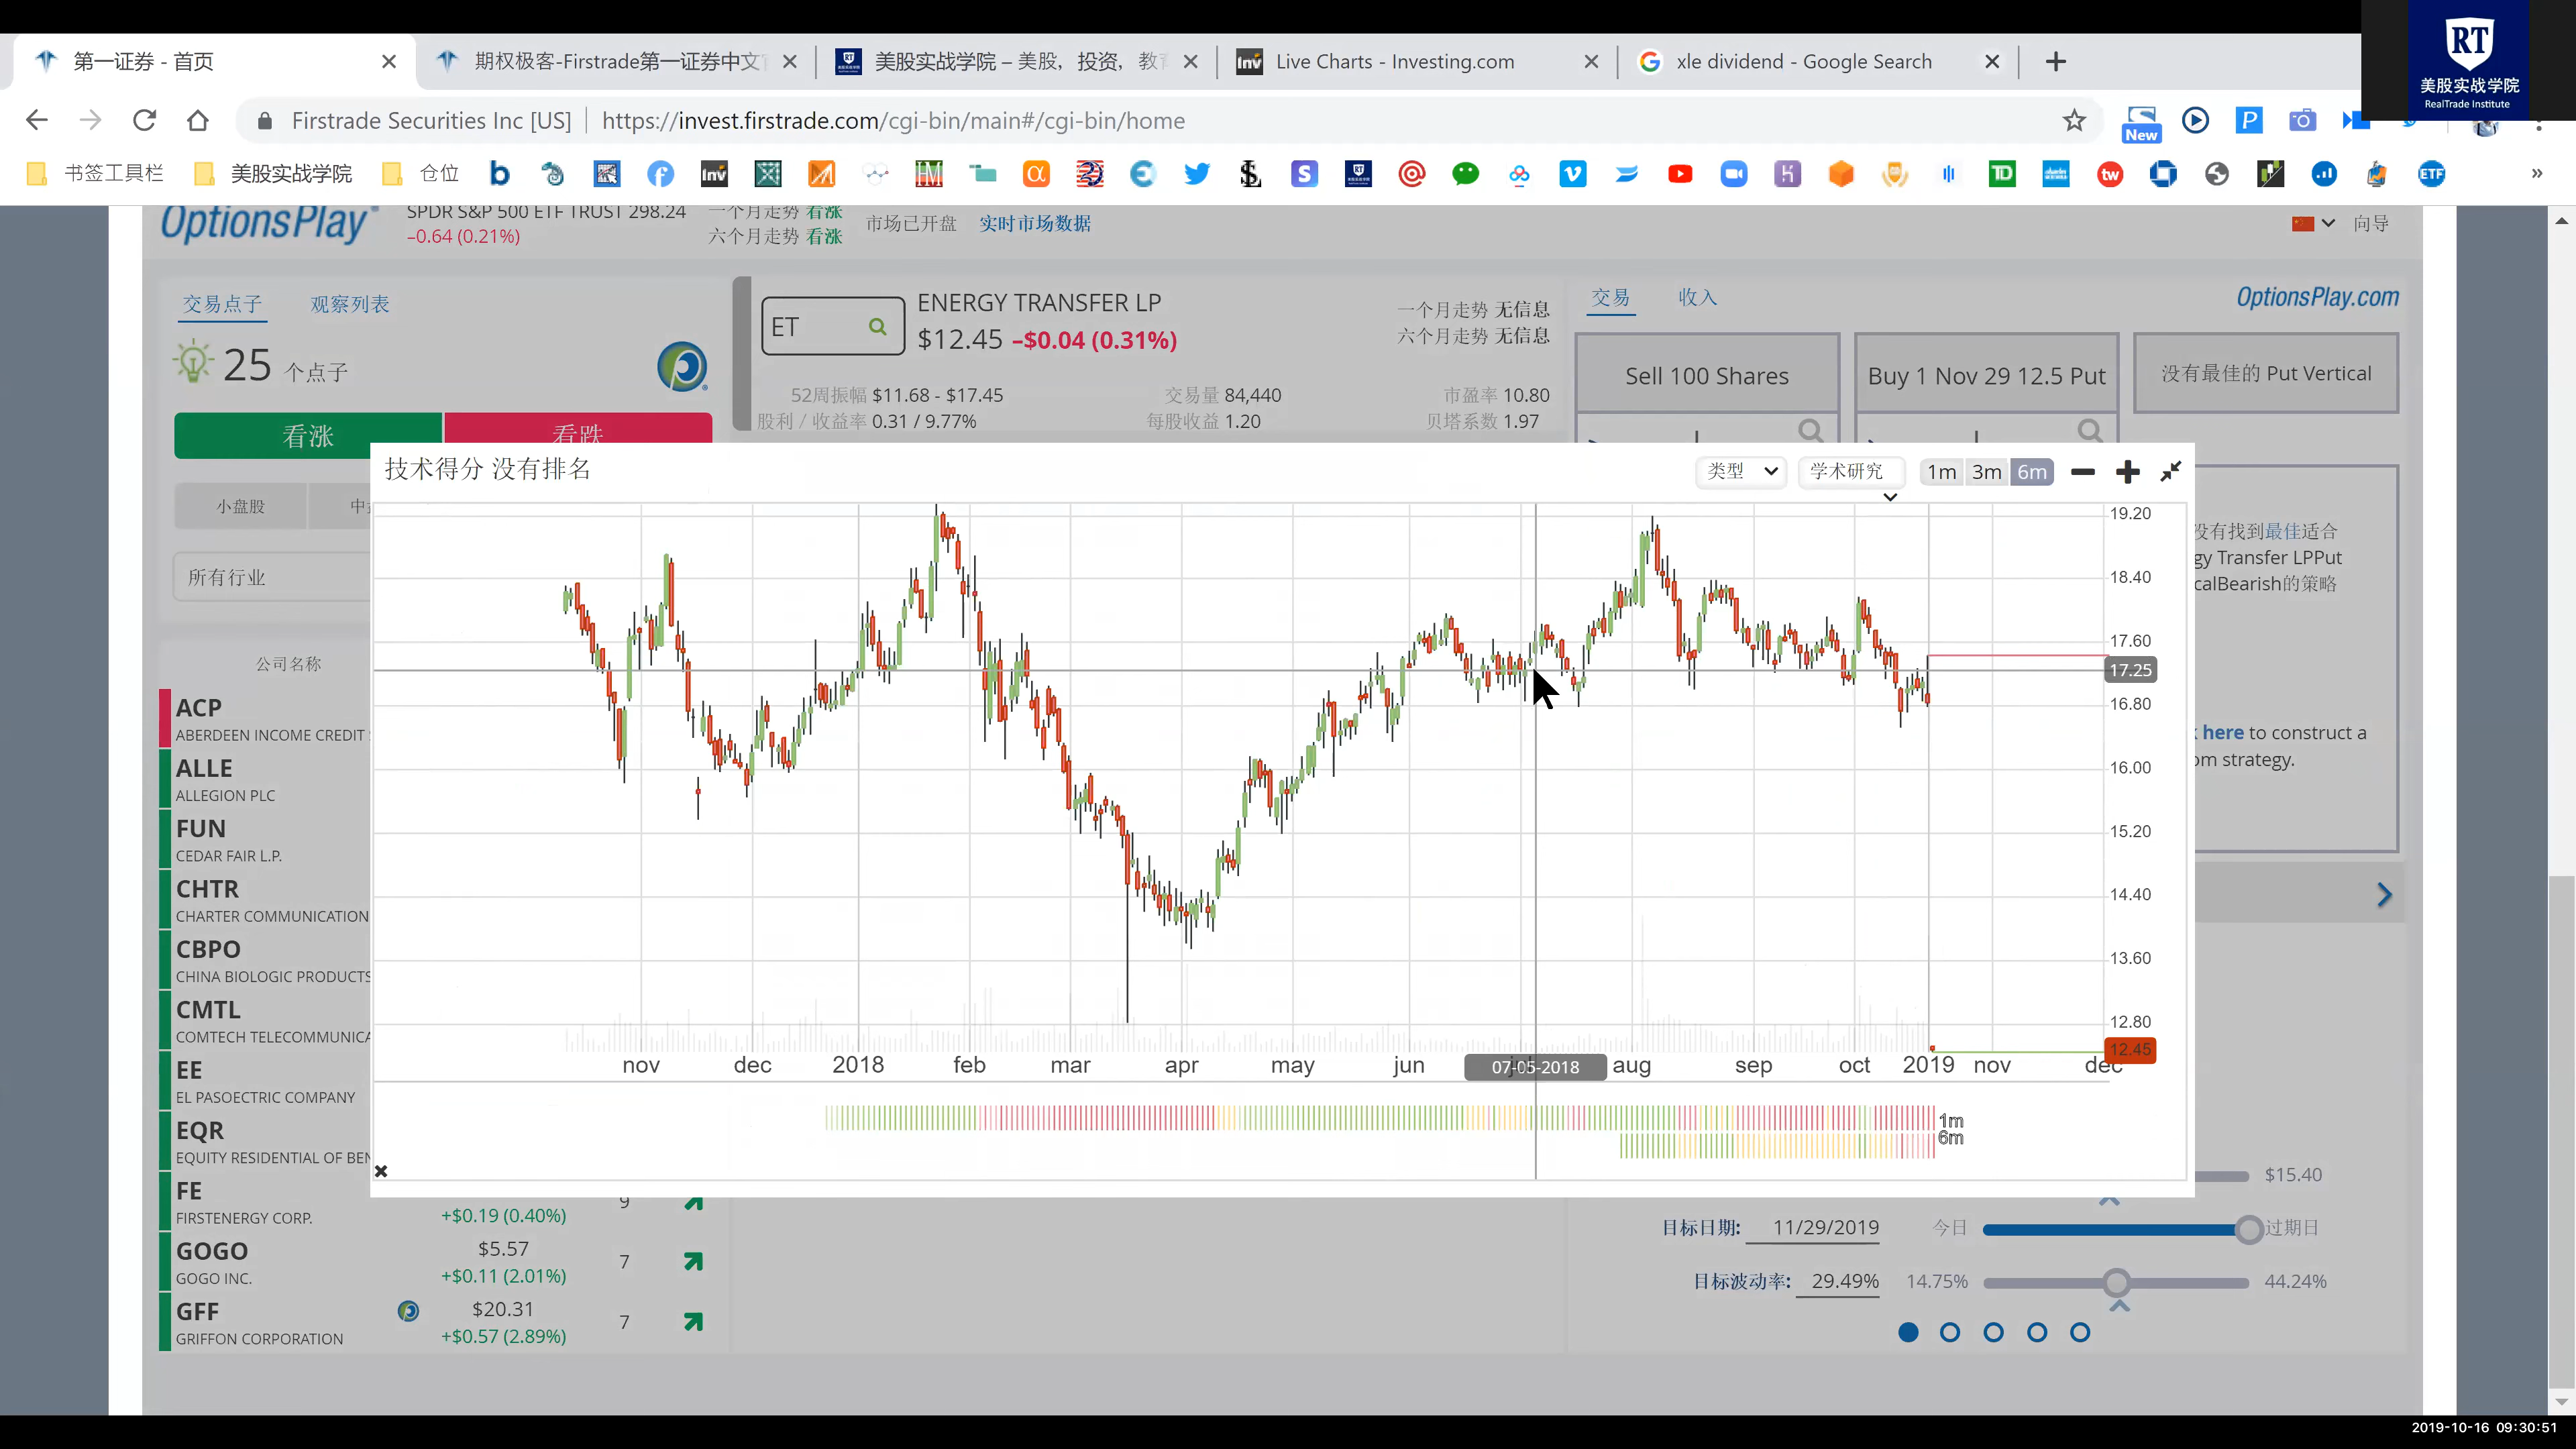 第一证券 - 首页
期权极客-Firstrade第一证券中文
美股实战学院 – 美股，投资，教
Live Charts - Investing.com
xle dividend - Google Search
RT
美股实战学院
RealTrade Institute
Firstrade Securities Inc [US]
https://invest.firstrade.com/cgi-bin/main#/cgi-bin/home
New
书签工具栏
美股实战学院
仓位
OptionsPlay
SPDR S&P 500 ETF TRUST 298.24
–0.64 (0.21%)
一个月走势 看涨
六个月走势 看涨
市场已开盘
实时市场数据
向导
交易点子
观察列表
25 个点子
看涨
看跌
小盘股
所有行业
公司名称
ET
ENERGY TRANSFER LP
$12.45 –$0.04 (0.31%)
一个月走势 无信息
六个月走势 无信息
52周振幅 $11.68 - $17.45
交易量 84,440
市盈率 10.80
股利 / 收益率 0.31 / 9.77%
每股收益 1.20
贝塔系数 1.97
交易
收入
OptionsPlay.com
Sell 100 Shares
Buy 1 Nov 29 12.5 Put
没有最佳的 Put Vertical
技术得分 没有排名
类型
学术研究
1m
3m
6m
19.20
18.40
17.60
17.25
16.80
16.00
15.20
14.40
13.60
12.80
12.45
nov
dec
2018
feb
mar
apr
may
jun
07-05-2018
aug
sep
oct
2019
nov
dec
1m
6m
没有找到最佳适合
gy Transfer LPPut
calBearish的策略
here to construct a
om strategy.
ACP
ABERDEEN INCOME CREDIT
ALLE
ALLEGION PLC
FUN
CEDAR FAIR L.P.
CHTR
CHARTER COMMUNICATION
CBPO
CHINA BIOLOGIC PRODUCTS
CMTL
COMTECH TELECOMMUNICA
EE
EL PASOECTRIC COMPANY
EQR
EQUITY RESIDENTIAL OF BEN
FE
FIRSTENERGY CORP.
+$0.19 (0.40%)
9
GOGO
GOGO INC.
$5.57
+$0.11 (2.01%)
7
GFF
GRIFFON CORPORATION
$20.31
+$0.57 (2.89%)
7
$15.40
目标日期: 11/29/2019
今日
过期日
目标波动率: 29.49%
14.75%
44.24%
2019-10-16 09:30:51